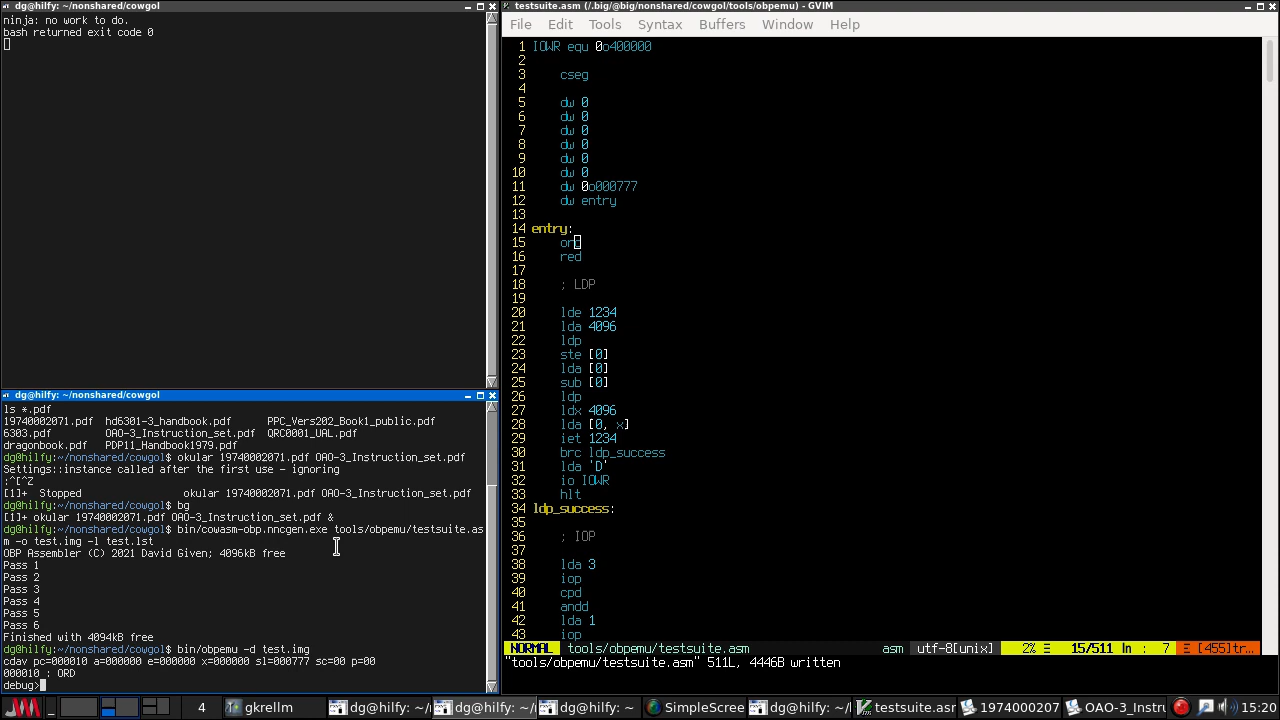 dg@hilfy: ~/nonshared/cowgol
ninja: no work to do.
bash returned exit code 0
dg@hilfy: ~/nonshared/cowgol
ls *.pdf
19740002071.pdf  hd6301-3_handbook.pdf      PPC_Vers202_Book1_public.pdf
6303.pdf         OAO-3_Instruction_set.pdf  QRC0001_UAL.pdf
dragonbook.pdf   PDP11_Handbook1979.pdf
dg@hilfy:~/nonshared/cowgol$ okular 19740002071.pdf OAO-3_Instruction_set.pdf
Settings::instance called after the first use - ignoring
:^[^Z
[1]+  Stopped                 okular 19740002071.pdf OAO-3_Instruction_set.pdf
dg@hilfy:~/nonshared/cowgol$ bg
[1]+ okular 19740002071.pdf OAO-3_Instruction_set.pdf &
dg@hilfy:~/nonshared/cowgol$ bin/cowasm-obp.nncgen.exe tools/obpemu/testsuite.as
m -o test.img -l test.lst
OBP Assembler (C) 2021 David Given; 4096kB free
Pass 1
Pass 2
Pass 3
Pass 4
Pass 5
Pass 6
Finished with 4094kB free
dg@hilfy:~/nonshared/cowgol$ bin/obpemu -d test.img
cdav pc=000010 a=000000 e=000000 x=000000 sl=000777 sc=00 p=00
000010 : ORD
debug>
testsuite.asm (/.big/@big/nonshared/cowgol/tools/obpemu) - GVIM
File Edit Tools Syntax Buffers Window Help
1 IOWR equ 0o400000
2
3     cseg
4
5     dw 0
6     dw 0
7     dw 0
8     dw 0
9     dw 0
10     dw 0
11     dw 0o000777
12     dw entry
13
14 entry:
15     ord
16     red
17
18     ; LDP
19
20     lde 1234
21     lda 4096
22     ldp
23     ste [0]
24     lda [0]
25     sub [0]
26     ldp
27     ldx 4096
28     lda [0, x]
29     iet 1234
30     brc ldp_success
31     lda 'D'
32     io IOWR
33     hlt
34 ldp_success:
35
36     ; IOP
37
38     lda 3
39     iop
40     cpd
41     andd
42     lda 1
43     iop
NORMAL tools/obpemu/testsuite.asm asm utf-8[unix] 2% ☰ 15/511 ln : 7 Ξ [455]tr…
"tools/obpemu/testsuite.asm" 511L, 4446B written
4 gkrellm dg@hilfy: ~/r dg@hilfy: ~/r dg@hilfy: ~ SimpleScree dg@hilfy: ~/r testsuite.asr 1974000207 OAO-3_Instru 15:20